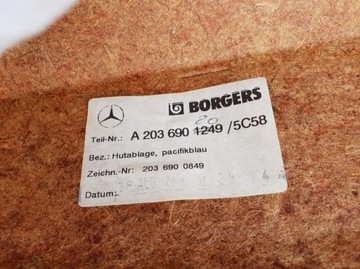 BORGERS
20
Teil-Nr.: A 203 690 1249 /5C58
Bez.: Hutablage, pacifikblau
Zeichn.-Nr: 203 690 0849
Datum: